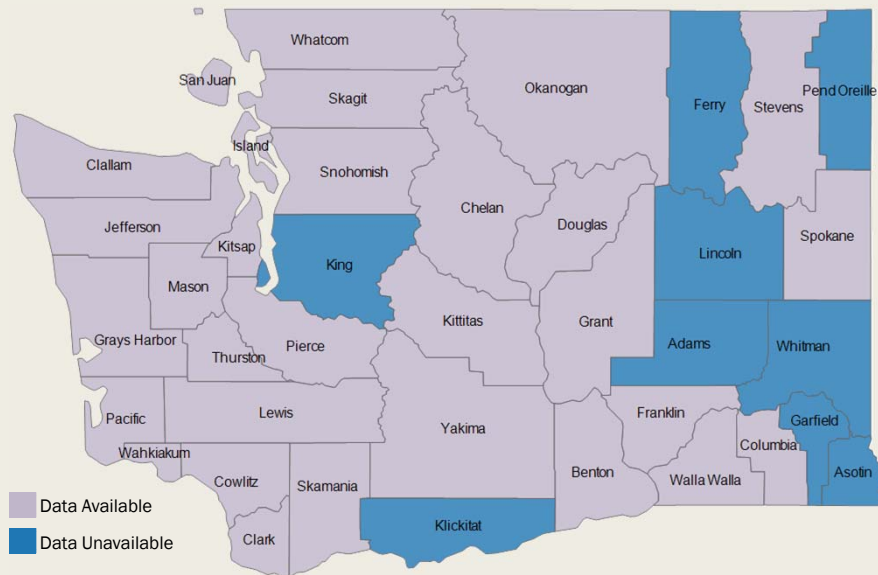 Whatcom
San Juan
Skagit
Okanogan
Ferry
Stevens
Pend Oreille
Island
Clallam
Snohomish
Chelan
Douglas
Jefferson
Kitsap
King
Lincoln
Spokane
Mason
Kittitas
Grant
Grays Harbor
Thurston
Pierce
Adams
Whitman
Pacific
Lewis
Yakima
Franklin
Garfield
Columbia
Wahkiakum
Cowlitz
Skamania
Benton
Walla Walla
Asotin
Klickitat
Clark
Data Available
Data Unavailable